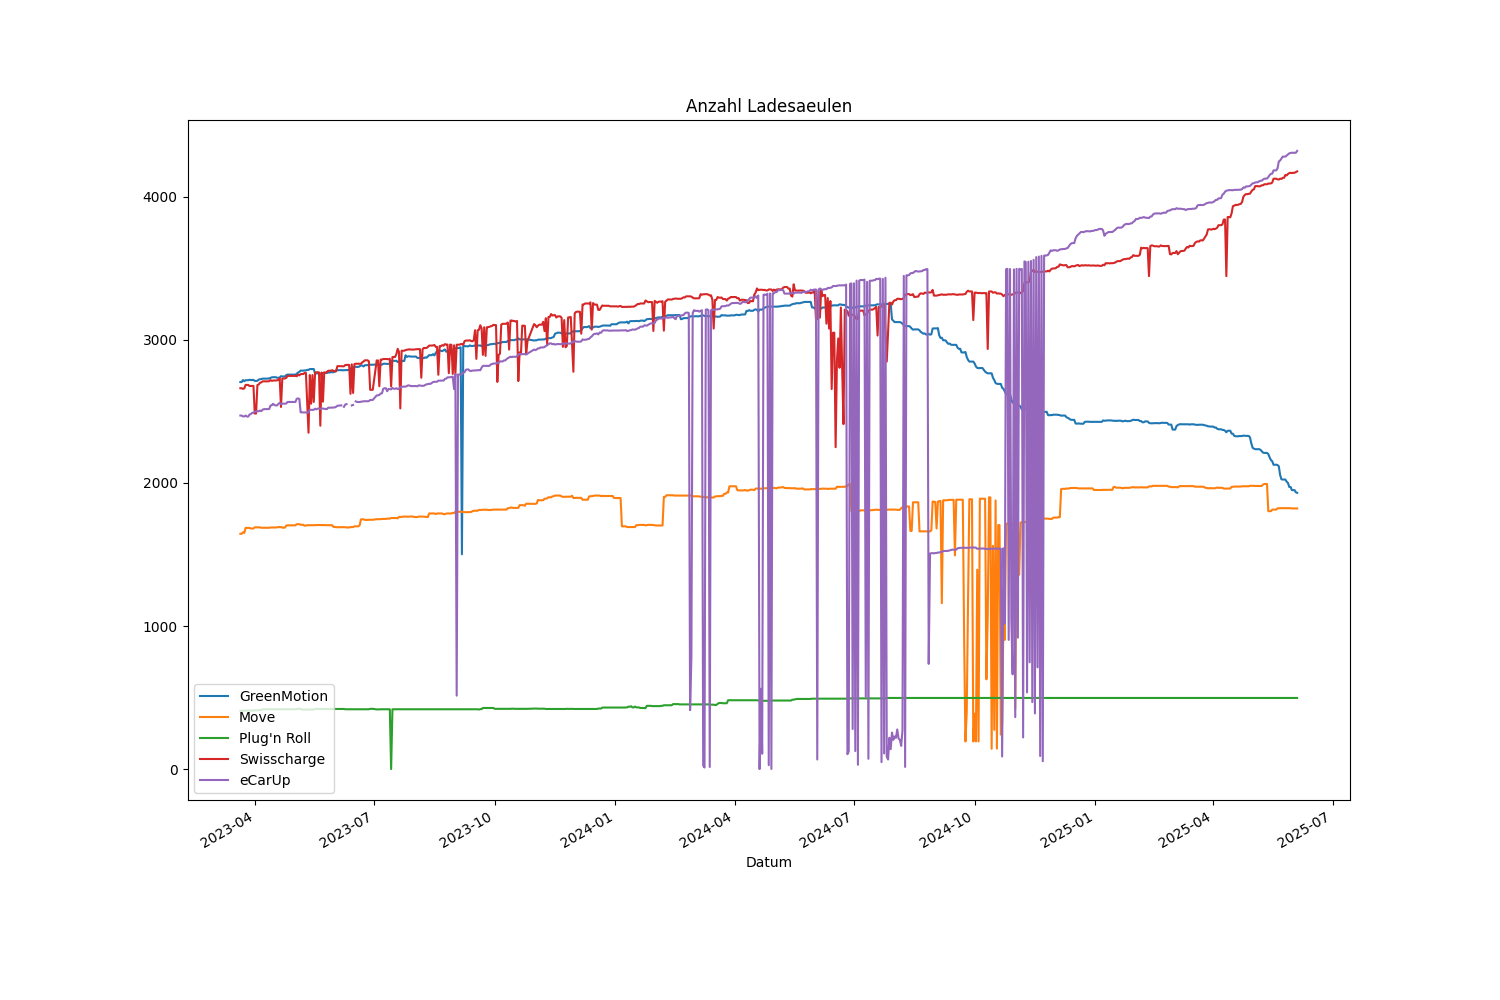 Anzahl Ladesaeulen
4000
3000
2000
1000
0
GreenMotion
Move
Plug'n Roll
Swisscharge
eCarUp
2023-04
2023-07
2023-10
2024-01
2024-04
2024-07
2024-10
2025-01
2025-04
2025-07
Datum